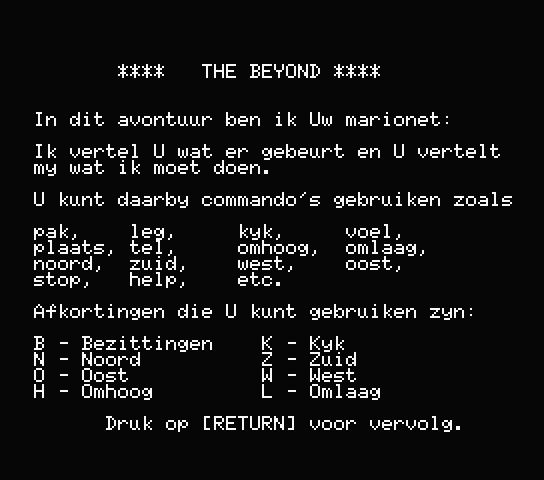 **** THE BEYOND ****
In dit avontuur ben ik Uw marionet:
Ik vertel U wat er gebeurt en U vertelt
my wat ik moet doen.
U kunt daarby commando's gebruiken zoals
pak, leg, kyk, voel,
plaats, tel, omhoog, omlaag,
noord, zuid, west, oost,
stop, help, etc.
Afkortingen die U kunt gebruiken zyn:
B - Bezittingen K - Kyk
N - Noord Z - Zuid
O - Oost W - West
H - Omhoog L - Omlaag
Druk op [RETURN] voor vervolg.